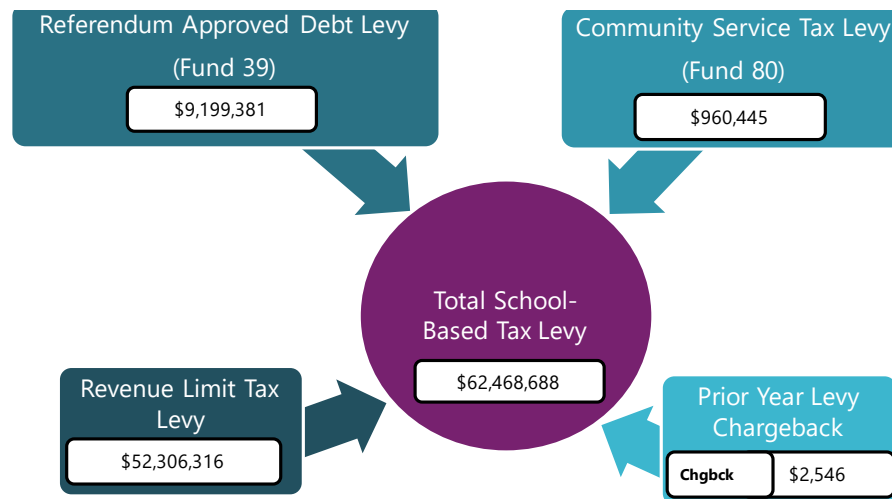 Referendum Approved Debt Levy
(Fund 39)
$9,199,381
Community Service Tax Levy
(Fund 80)
$960,445
Total School-
Based Tax Levy
$62,468,688
Revenue Limit Tax
Levy
$52,306,316
Prior Year Levy
Chargeback
Chgbck $2,546